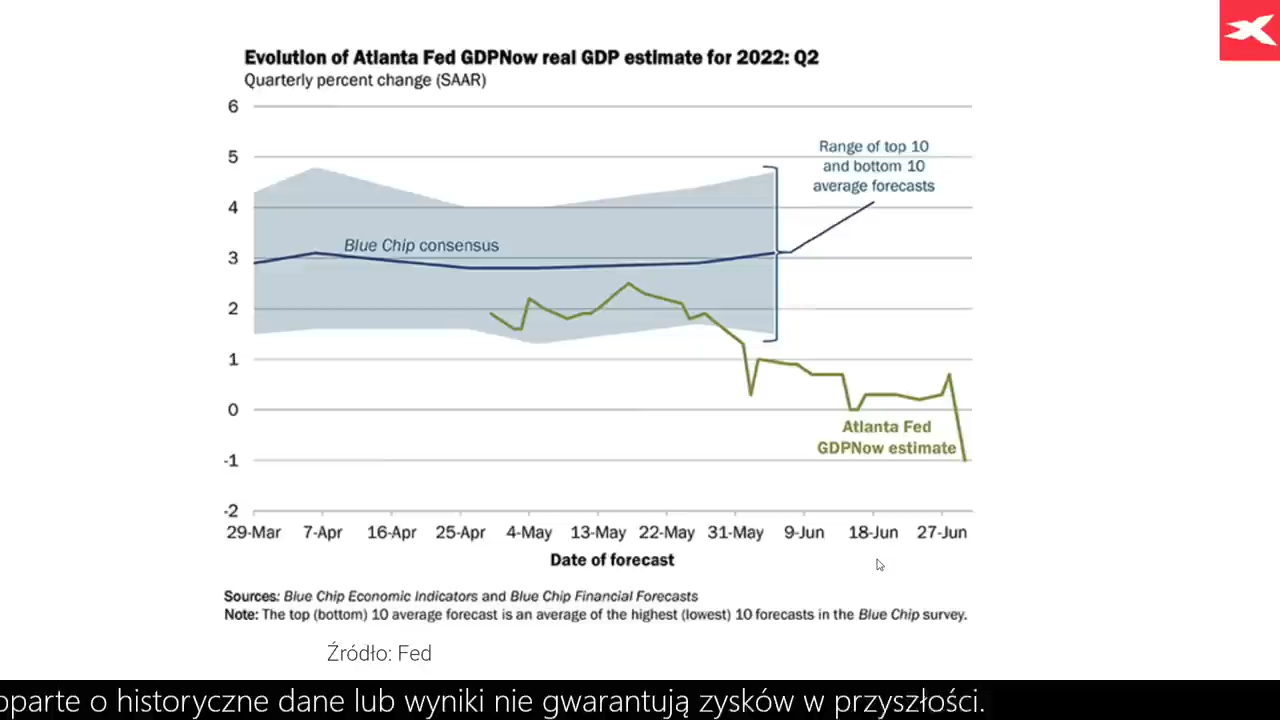 Evolution of Atlanta Fed GDPNow real GDP estimate for 2022: Q2
Quarterly percent change (SAAR)
6
5
4
3
2
1
0
-1
-2
Range of top 10
and bottom 10
average forecasts
Blue Chip consensus
Atlanta Fed
GDPNow estimate
29-Mar 7-Apr 16-Apr 25-Apr 4-May 13-May 22-May 31-May 9-Jun 18-Jun 27-Jun
Date of forecast
Sources: Blue Chip Economic Indicators and Blue Chip Financial Forecasts
Note: The top (bottom) 10 average forecast is an average of the highest (lowest) 10 forecasts in the Blue Chip survey.
Źródło: Fed
oparte o historyczne dane lub wyniki nie gwarantują zysków w przyszłości.